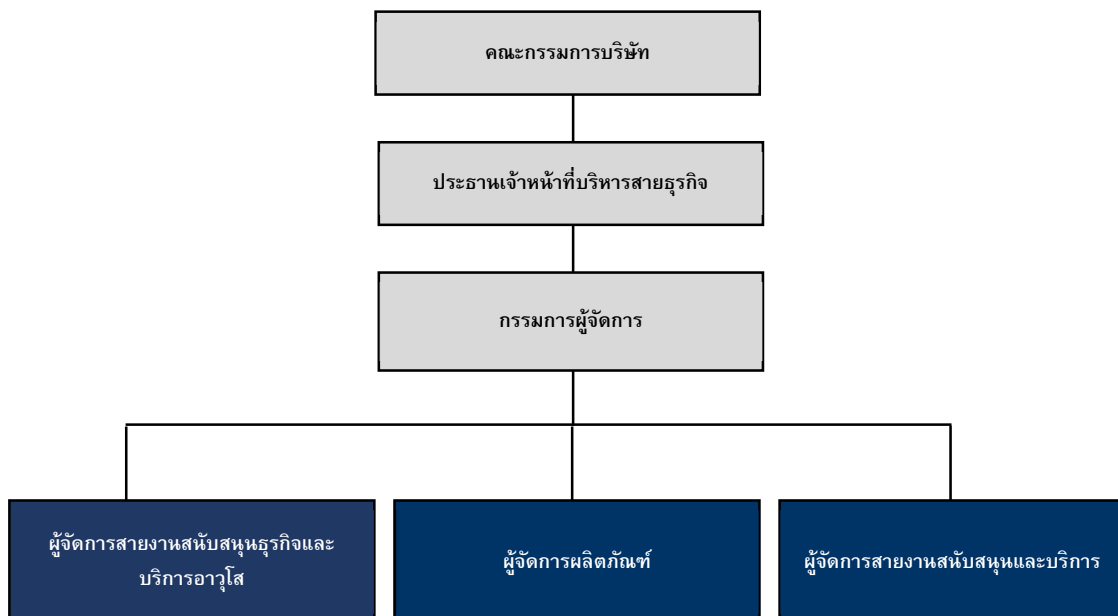 คณะกรรมการบริษัท
ประธานเจ้าหน้าที่บริหารสายธุรกิจ
กรรมการผู้จัดการ
ผู้จัดการสายงานสนับสนุนธุรกิจและ
บริการอาวุโส
ผู้จัดการผลิตภัณฑ์
ผู้จัดการสายงานสนับสนุนและบริการ